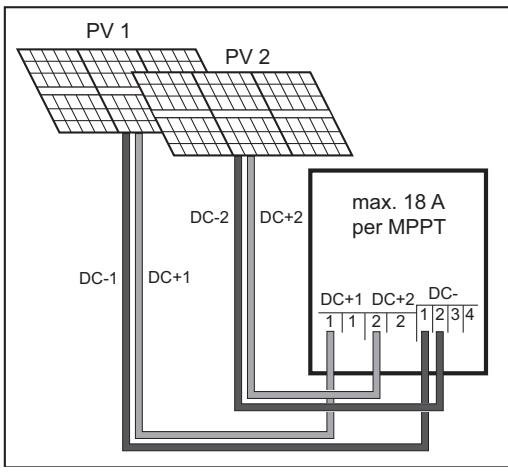 PV 1
PV 2
DC-2
DC+2
max. 18 A
per MPPT
DC-1
DC+1
DC+1 DC+2 DC-
1 1 2 2 1 2 3 4